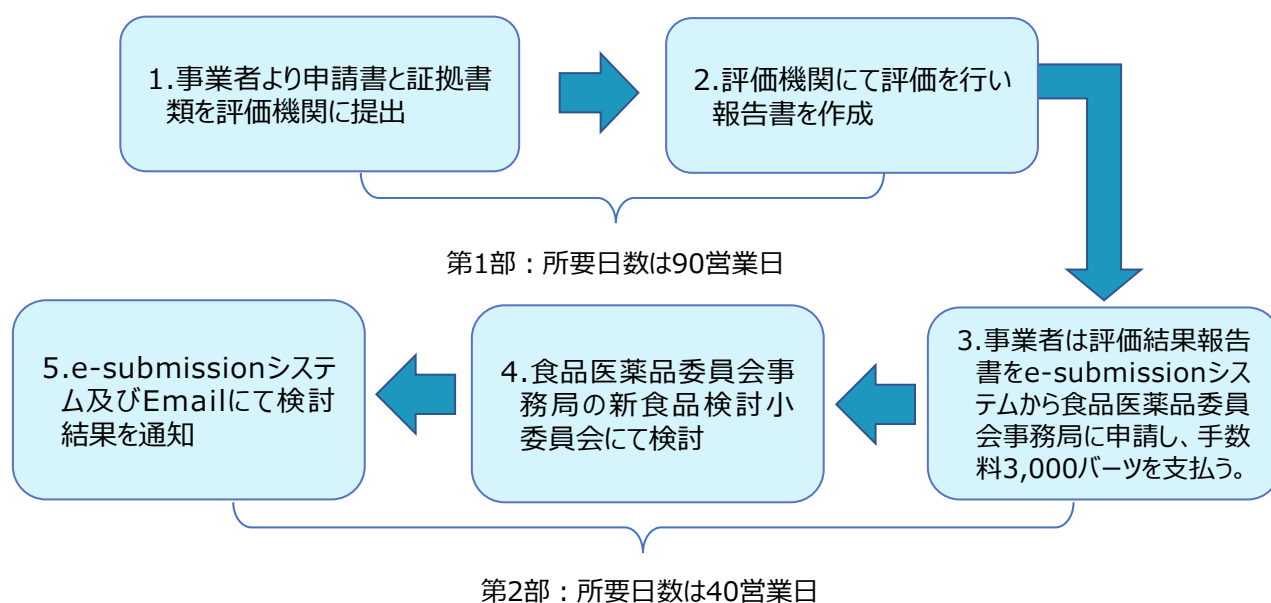 1.事業者より申請書と証拠書
類を評価機関に提出
2.評価機関にて評価を行い
報告書を作成
第1部：所要日数は90営業日
3.事業者は評価結果報告
書をe-submissionシス
テムから食品医薬品委員
会事務局に申請し、手数
料3,000バーツを支払う。
4.食品医薬品委員会事
務局の新食品検討小
委員会にて検討
5.e-submissionシステ
ム及びEmailにて検討
結果を通知
第2部：所要日数は40営業日